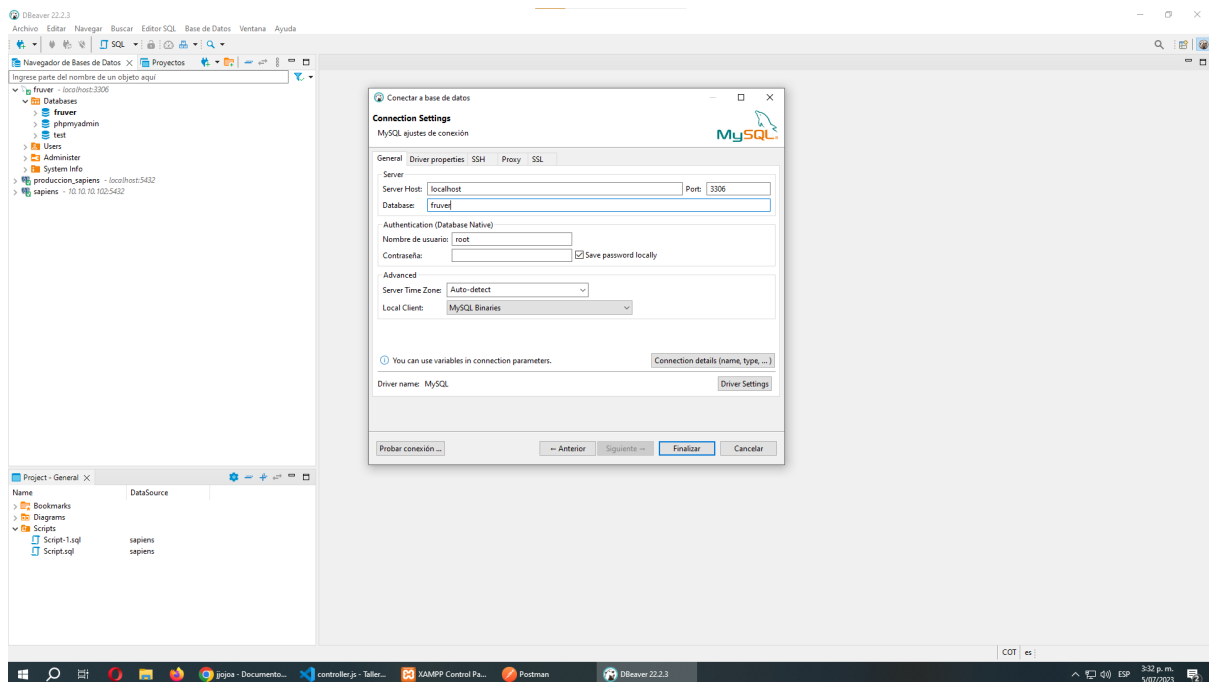 DBeaver 22.2.3
Archivo Editar Navegar Buscar Editor SQL Base de Datos Ventana Ayuda
SQL
Navegador de Bases de Datos Proyectos
Ingrese parte del nombre de un objeto aquí
fruver - localhost:3306
Databases
fruver
phpmyadmin
test
Users
Administer
System Info
produccion_sapiens - localhost:5432
sapiens - 10.10.10.102:5432
Conectar a base de datos
Connection Settings
MySQL ajustes de conexión
MySQL
General Driver properties SSH Proxy SSL
Server
Server Host: localhost Port: 3306
Database: fruver
Authentication (Database Native)
Nombre de usuario: root
Contraseña: Save password locally
Advanced
Server Time Zone: Auto-detect
Local Client: MySQL Binaries
You can use variables in connection parameters. Connection details (name, type, ... )
Driver name: MySQL Driver Settings
Probar conexión ... ← Anterior Siguiente → Finalizar Cancelar
Project - General
Name DataSource
Bookmarks
Diagrams
Scripts
Script-1.sql sapiens
Script.sql sapiens
COT es
jjojoa - Documento... controller.js - Taller... XAMPP Control Pa... Postman DBeaver 22.2.3 ESP 3:32 p. m.
5/07/2023
2